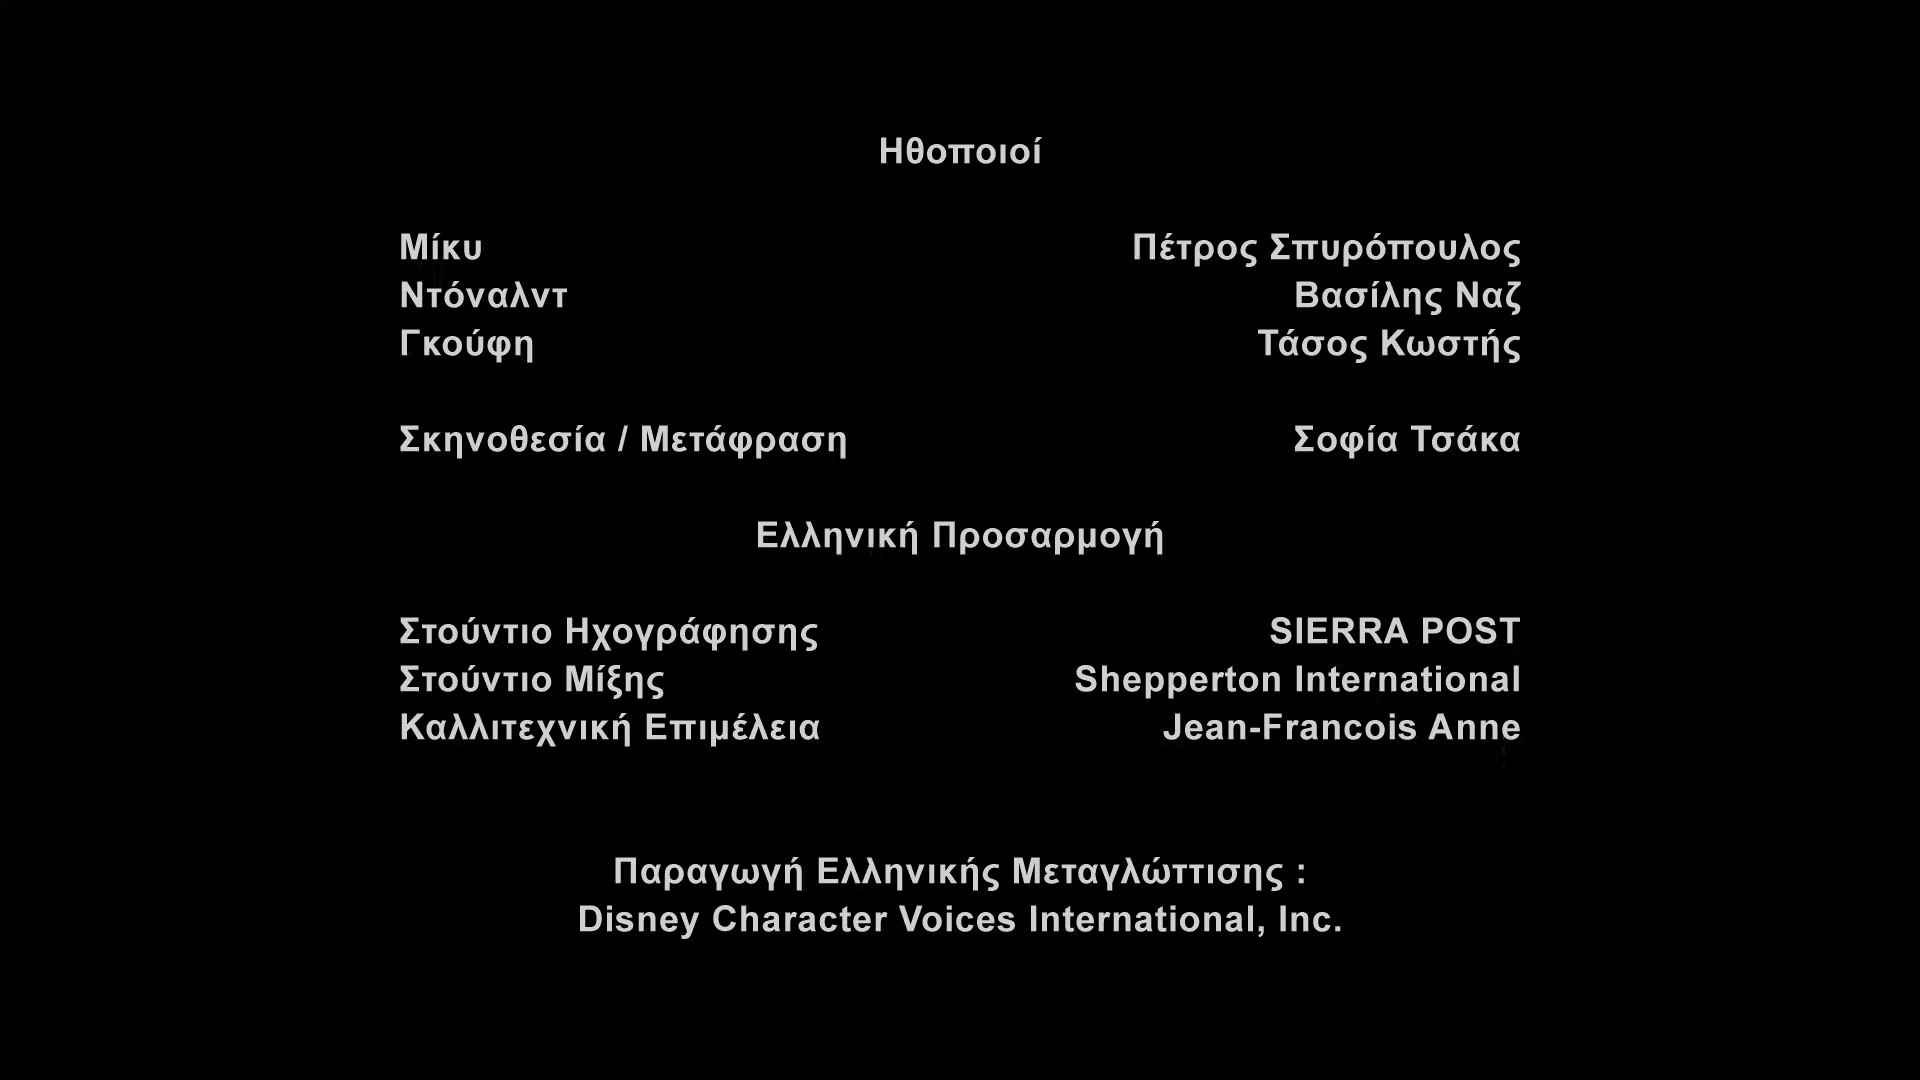 Ηθοποιοί
Μίκυ Πέτρος Σπυρόπουλος
Ντόναλντ Βασίλης Ναζ
Γκούφη Τάσος Κωστής
Σκηνοθεσία / Μετάφραση Σοφία Τσάκα
Ελληνική Προσαρμογή
Στούντιο Ηχογράφησης SIERRA POST
Στούντιο Μίξης Shepperton International
Καλλιτεχνική Επιμέλεια Jean-Francois Anne
Παραγωγή Ελληνικής Μεταγλώττισης :
Disney Character Voices International, Inc.